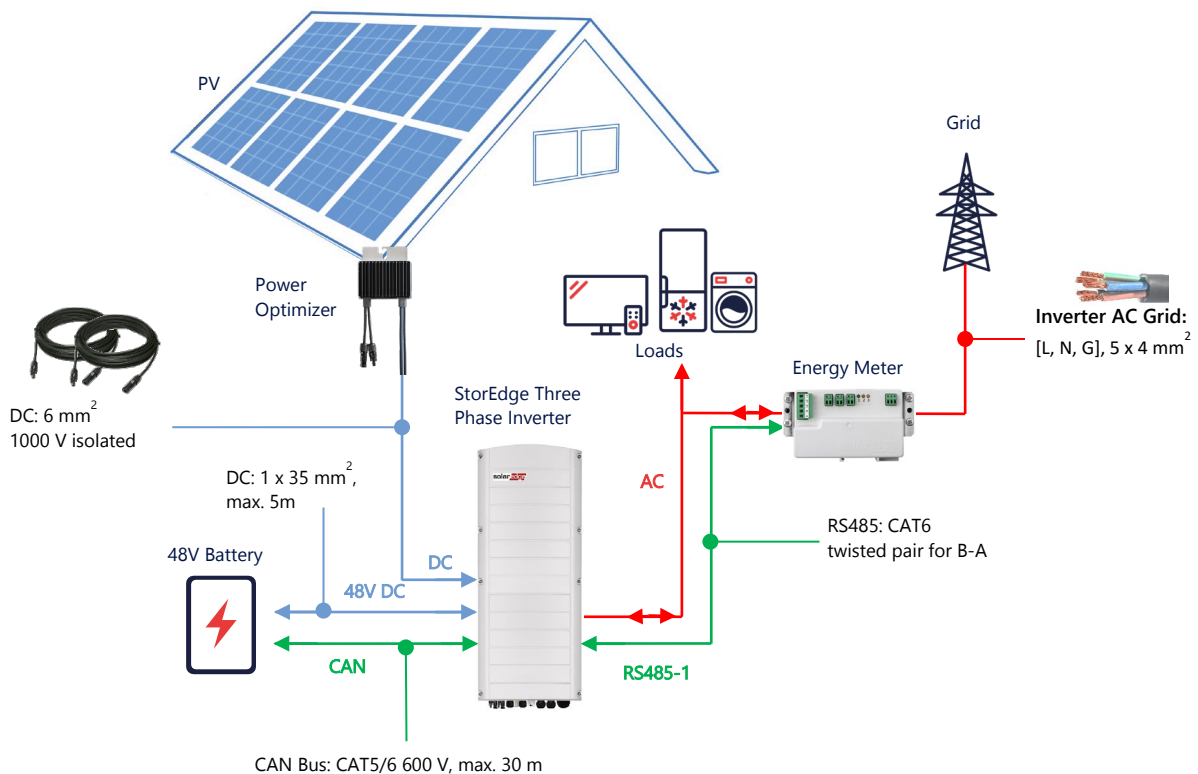 PV
Grid
Power
Optimizer
Inverter AC Grid:
[L, N, G], 5 x 4 mm²
Loads
Energy Meter
StorEdge Three
Phase Inverter
DC: 6 mm²
1000 V isolated
solar
DC: 1 x 35 mm²,
max. 5m
AC
RS485: CAT6
twisted pair for B-A
48V Battery
DC
48V DC
CAN
RS485-1
CAN Bus: CAT5/6 600 V, max. 30 m